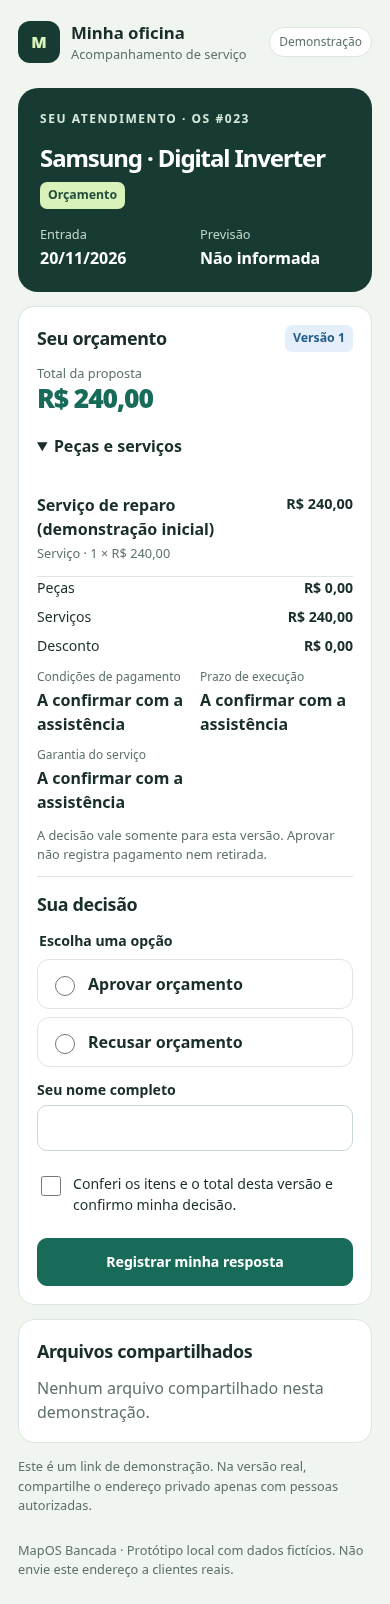 M
Minha oficina
Acompanhamento de serviço
Demonstração
SEU ATENDIMENTO · OS #023
Samsung · Digital Inverter
Orçamento
Entrada
20/11/2026
Previsão
Não informada
Seu orçamento
Versão 1
Total da proposta
R$ 240,00
▼ Peças e serviços
Serviço de reparo
(demonstração inicial)
R$ 240,00
Serviço · 1 × R$ 240,00
Peças R$ 0,00
Serviços R$ 240,00
Desconto R$ 0,00
Condições de pagamento
A confirmar com a
assistência
Prazo de execução
A confirmar com a
assistência
Garantia do serviço
A confirmar com a
assistência
A decisão vale somente para esta versão. Aprovar
não registra pagamento nem retirada.
Sua decisão
Escolha uma opção
Aprovar orçamento
Recusar orçamento
Seu nome completo
Conferi os itens e o total desta versão e
confirmo minha decisão.
Registrar minha resposta
Arquivos compartilhados
Nenhum arquivo compartilhado nesta
demonstração.
Este é um link de demonstração. Na versão real,
compartilhe o endereço privado apenas com pessoas
autorizadas.
MapOS Bancada · Protótipo local com dados fictícios. Não
envie este endereço a clientes reais.